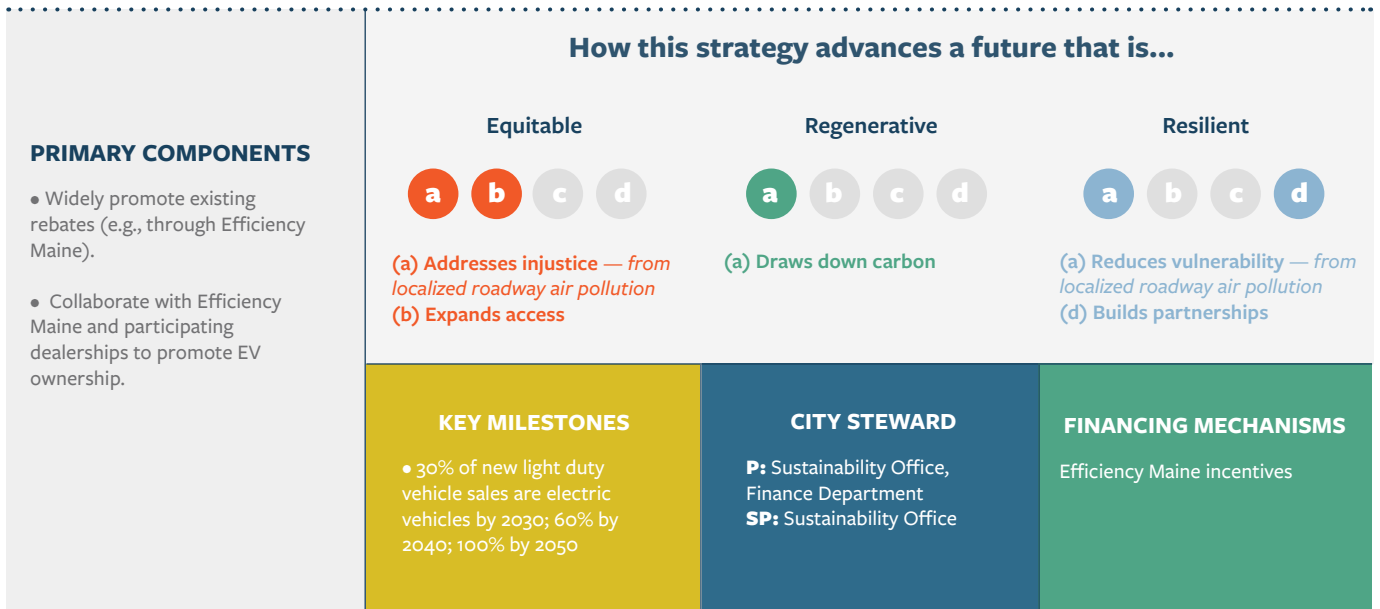 How this strategy advances a future that is...
PRIMARY COMPONENTS
• Widely promote existing
rebates (e.g., through Efficiency
Maine).
• Collaborate with Efficiency
Maine and participating
dealerships to promote EV
ownership.
Equitable
a b c d
(a) Addresses injustice — from
localized roadway air pollution
(b) Expands access
Regenerative
a b c d
(a) Draws down carbon
Resilient
a b c d
(a) Reduces vulnerability — from
localized roadway air pollution
(d) Builds partnerships
KEY MILESTONES
• 30% of new light duty
vehicle sales are electric
vehicles by 2030; 60% by
2040; 100% by 2050
CITY STEWARD
P: Sustainability Office,
Finance Department
SP: Sustainability Office
FINANCING MECHANISMS
Efficiency Maine incentives